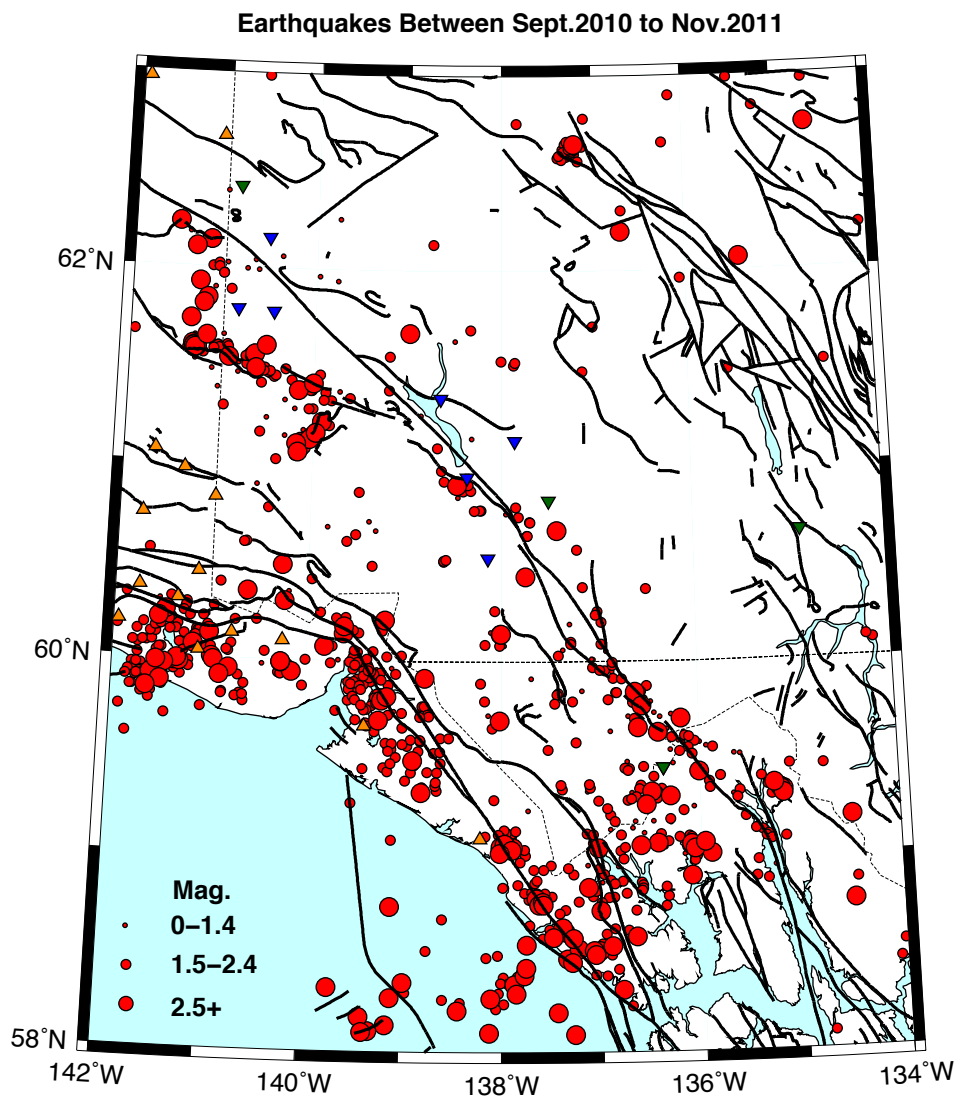 Earthquakes Between Sept.2010 to Nov.2011
62°N
60°N
Mag.
0–1.4
1.5–2.4
2.5+
58°N
142°W
140°W
138°W
136°W
134°W